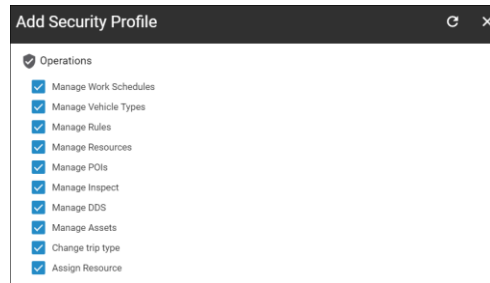 Add Security Profile
Operations
Manage Work Schedules
Manage Vehicle Types
Manage Rules
Manage Resources
Manage POIs
Manage Inspect
Manage DDS
Manage Assets
Change trip type
Assign Resource